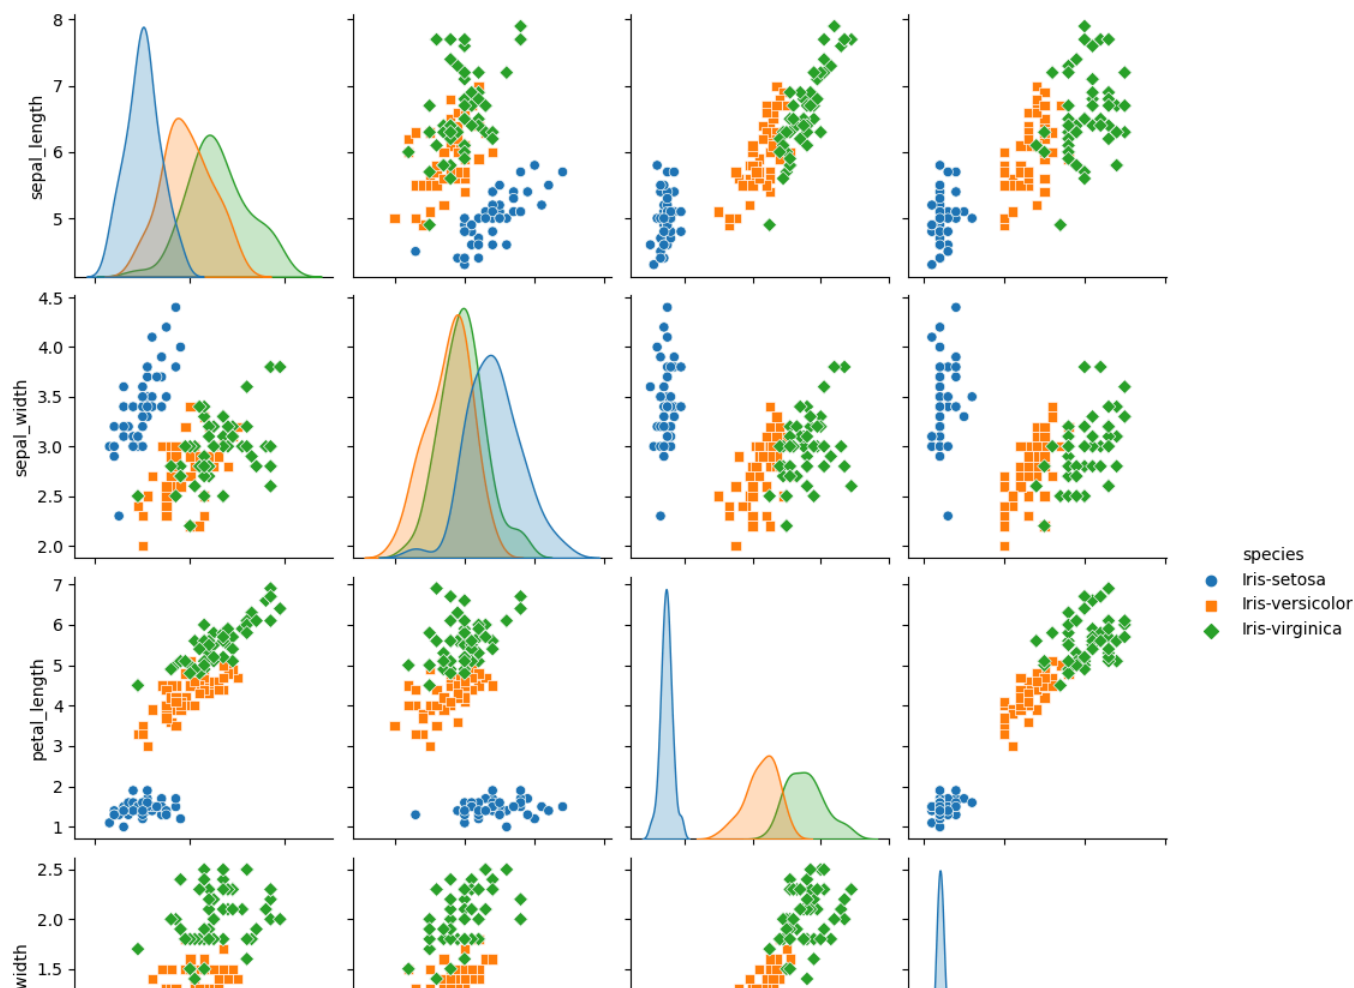 8
7
6
5
sepal_length
4.5
4.0
3.5
3.0
2.5
2.0
sepal_width
species
Iris-setosa
Iris-versicolor
Iris-virginica
7
6
5
4
3
2
1
petal_length
2.5
2.0
1.5
width